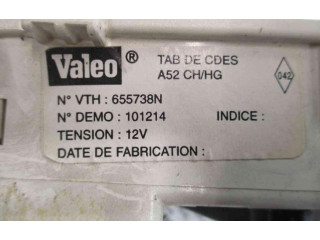 Valeo ® TAB DE CDES
A52 CH/HG
042
N° VTH : 655738N
N° DEMO : 101214 INDICE :
TENSION : 12V
DATE DE FABRICATION :